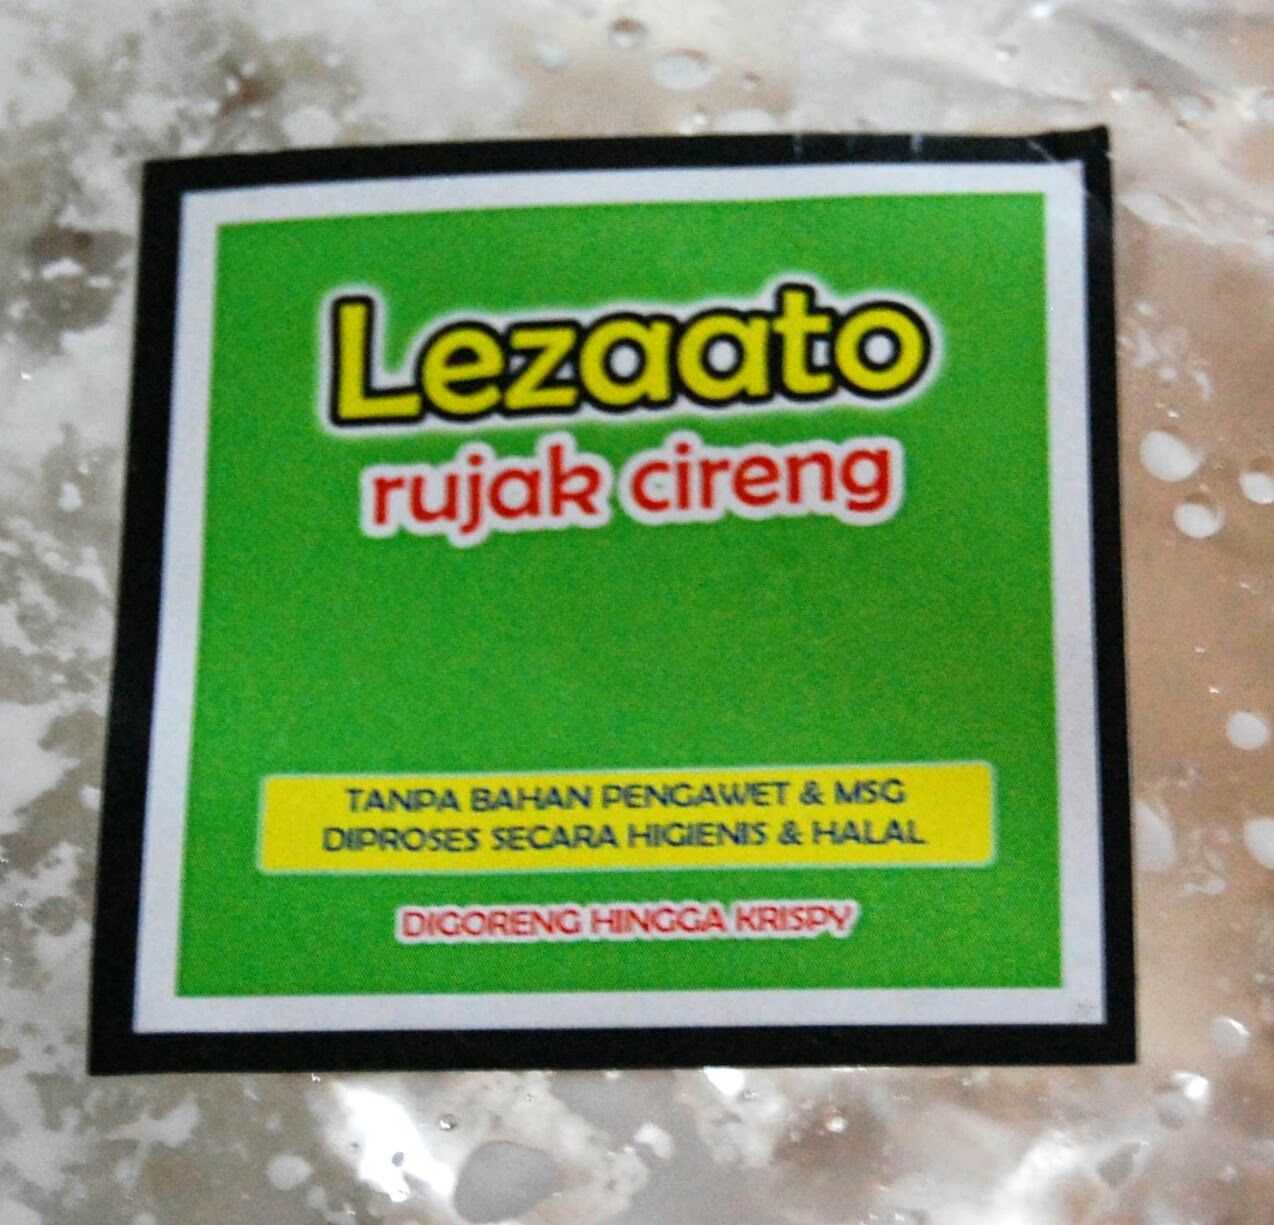 Lezaato
rujak cireng
TANPA BAHAN PENGAWET & MSG
DIPROSES SECARA HIGIENIS & HALAL
DIGORENG HINGGA KRISPY